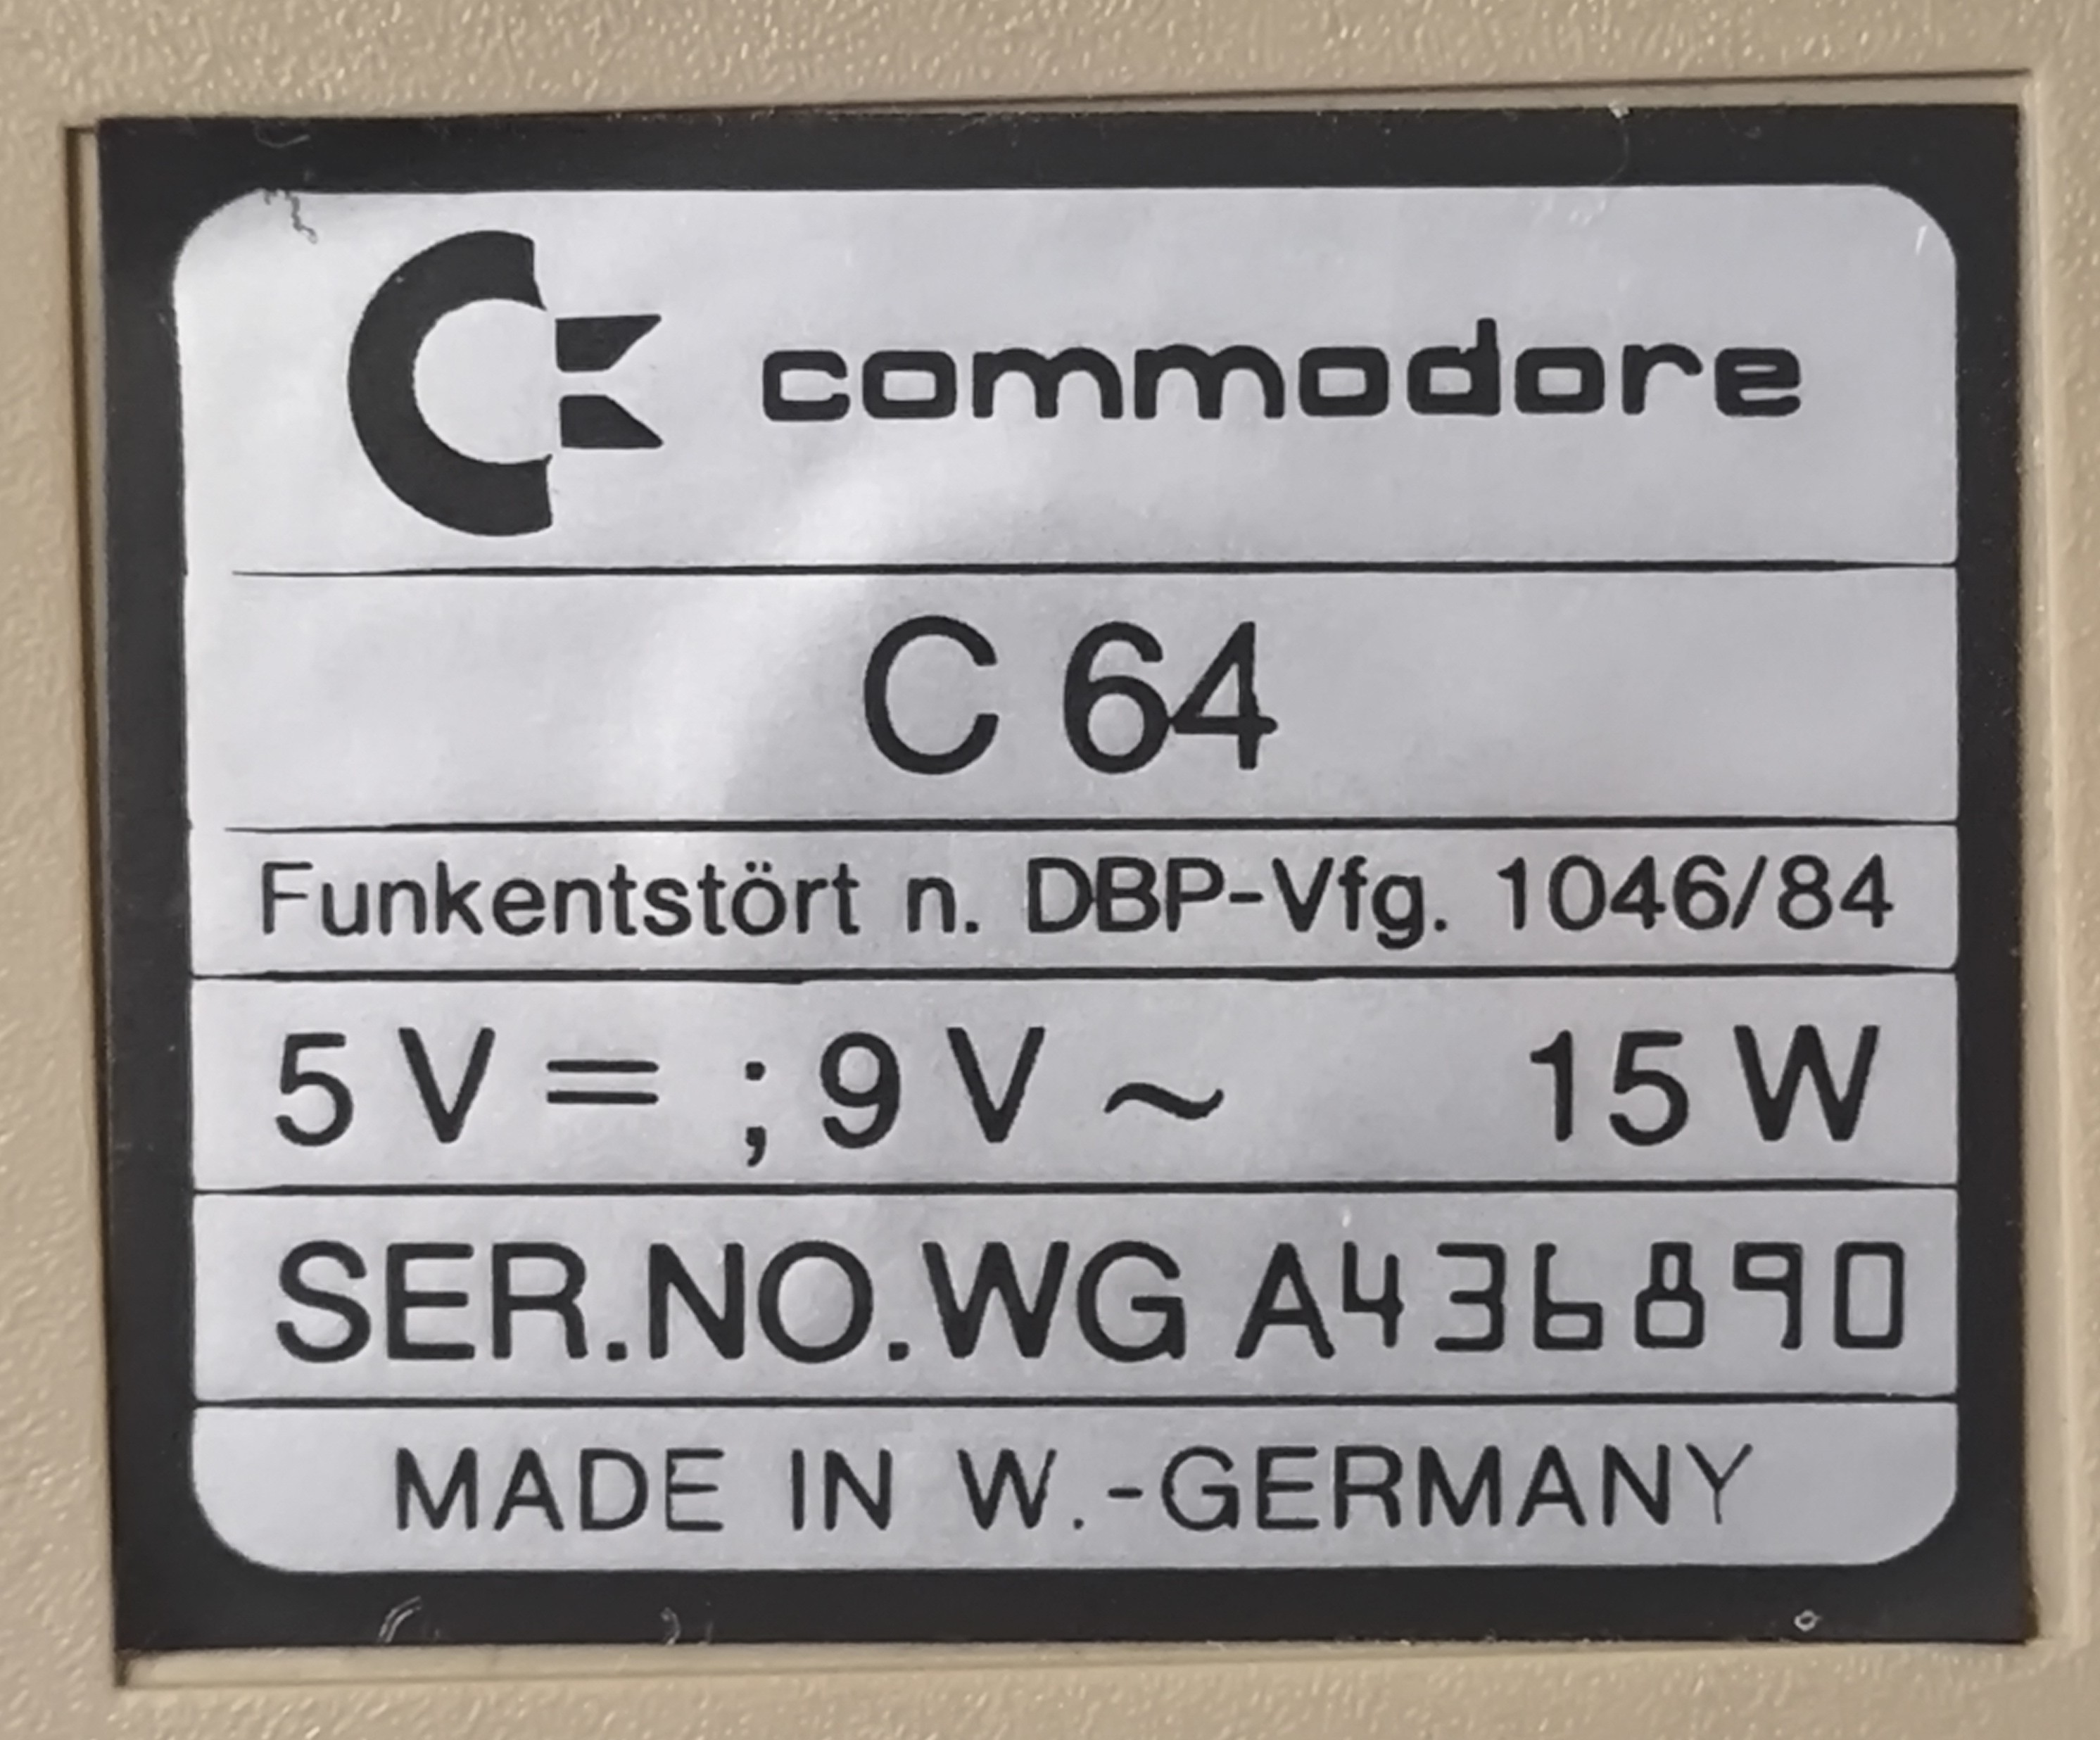 commodore
C 64
Funkentstört n. DBP-Vfg. 1046/84
5 V = ; 9 V ~ 15 W
SER.NO.WG A436890
MADE IN W.-GERMANY